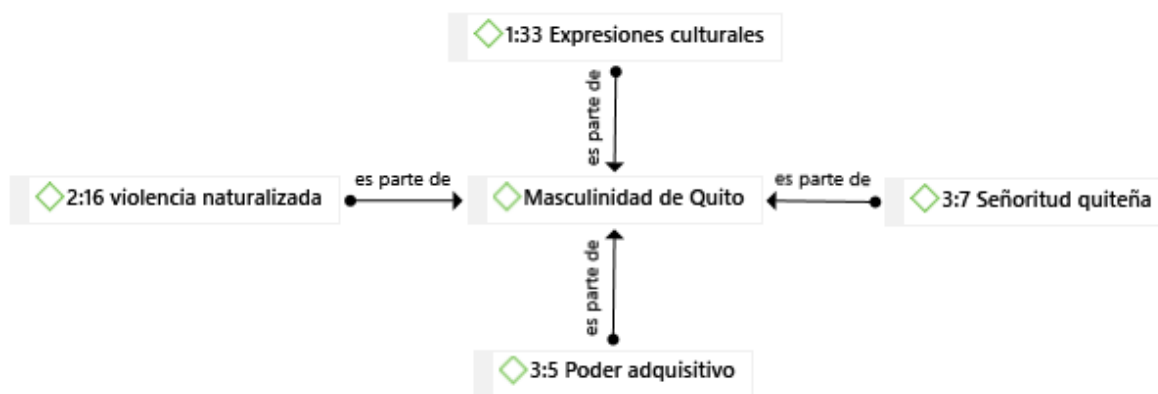 1:33 Expresiones culturales
es parte de
2:16 violencia naturalizada
es parte de
Masculinidad de Quito
es parte de
3:7 Señoritud quiteña
es parte de
3:5 Poder adquisitivo